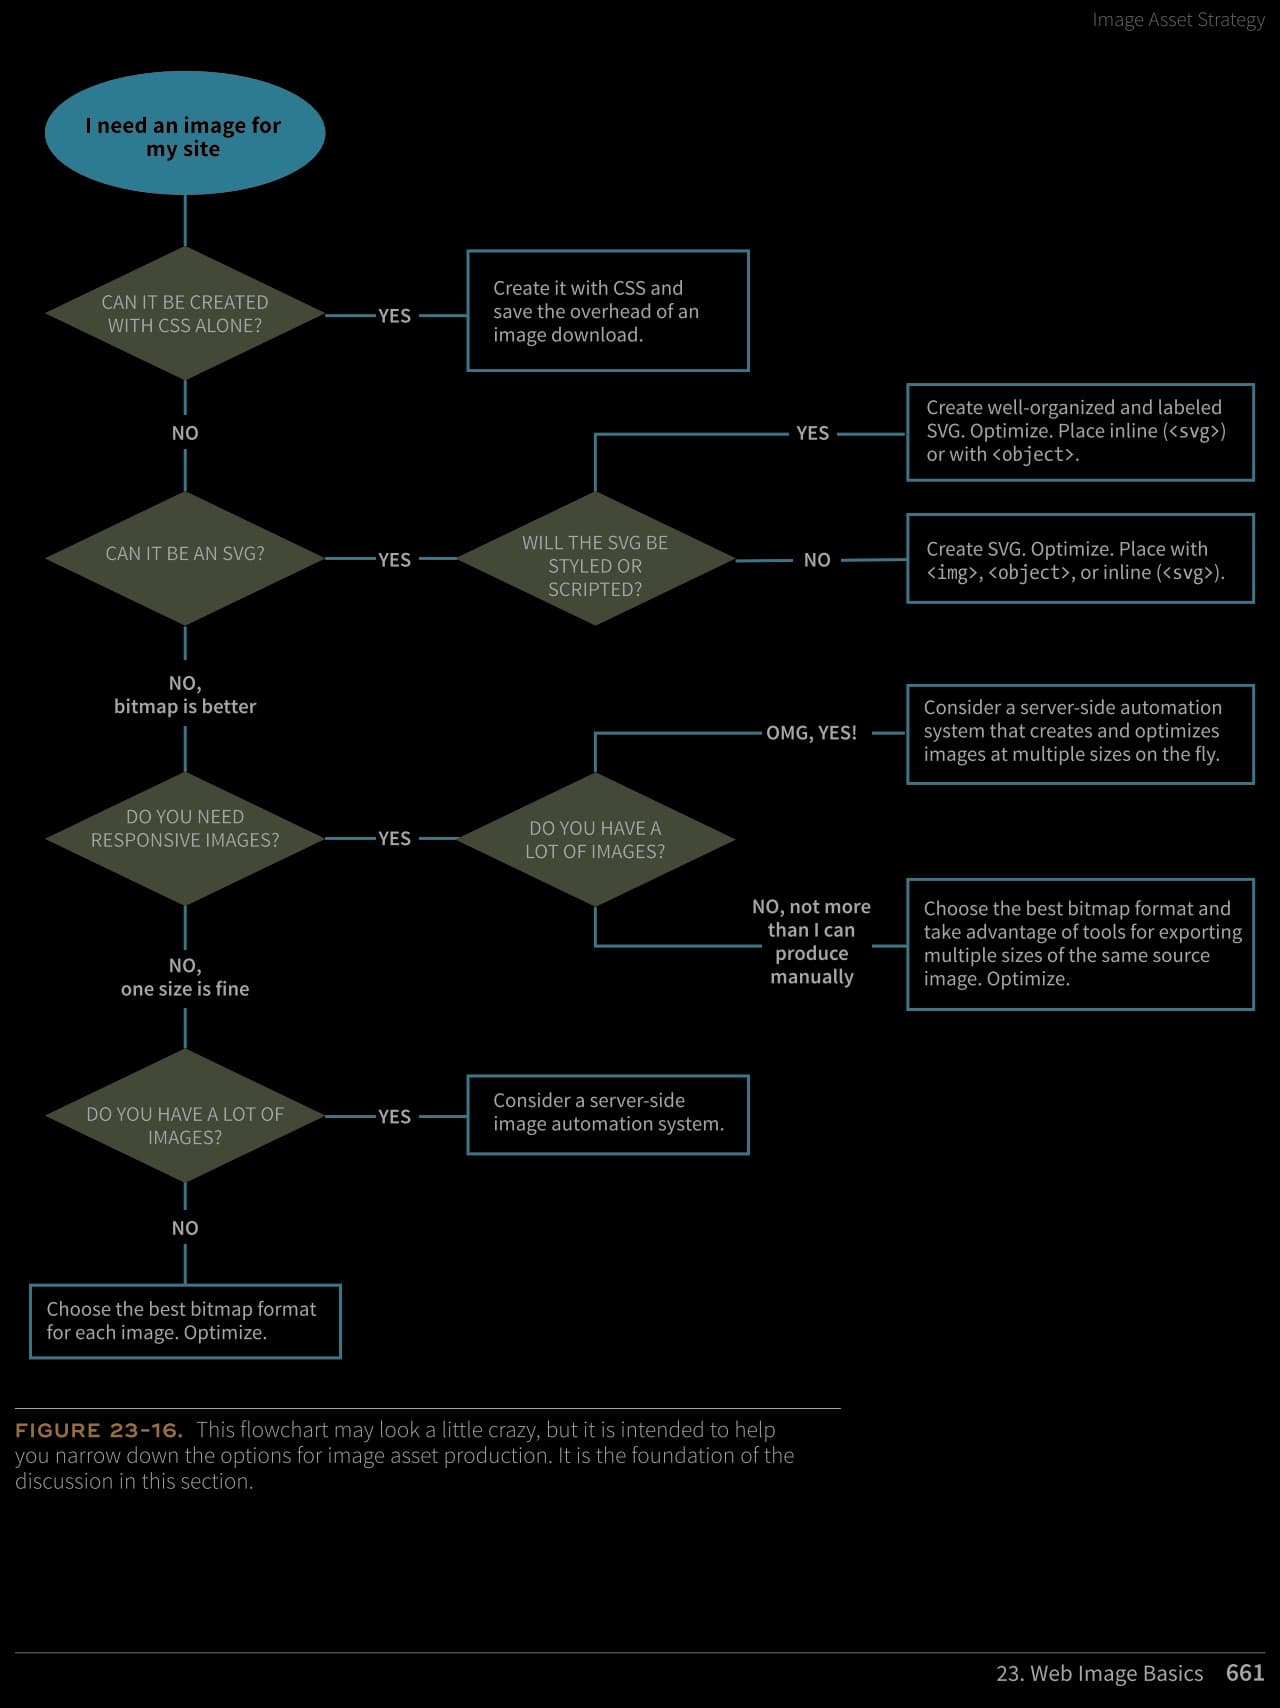 Image Asset Strategy
I need an image for
my site
CAN IT BE CREATED
WITH CSS ALONE?
YES
Create it with CSS and
save the overhead of an
image download.
NO
CAN IT BE AN SVG?
YES
WILL THE SVG BE
STYLED OR
SCRIPTED?
YES
Create well-organized and labeled
SVG. Optimize. Place inline (<svg>)
or with <object>.
NO
Create SVG. Optimize. Place with
<img>, <object>, or inline (<svg>).
NO,
bitmap is better
DO YOU NEED
RESPONSIVE IMAGES?
YES
DO YOU HAVE A
LOT OF IMAGES?
OMG, YES!
Consider a server-side automation
system that creates and optimizes
images at multiple sizes on the fly.
NO, not more
than I can
produce
manually
Choose the best bitmap format and
take advantage of tools for exporting
multiple sizes of the same source
image. Optimize.
NO,
one size is fine
DO YOU HAVE A LOT OF
IMAGES?
YES
Consider a server-side
image automation system.
NO
Choose the best bitmap format
for each image. Optimize.
FIGURE 23-16. This flowchart may look a little crazy, but it is intended to help
you narrow down the options for image asset production. It is the foundation of the
discussion in this section.
23. Web Image Basics 661